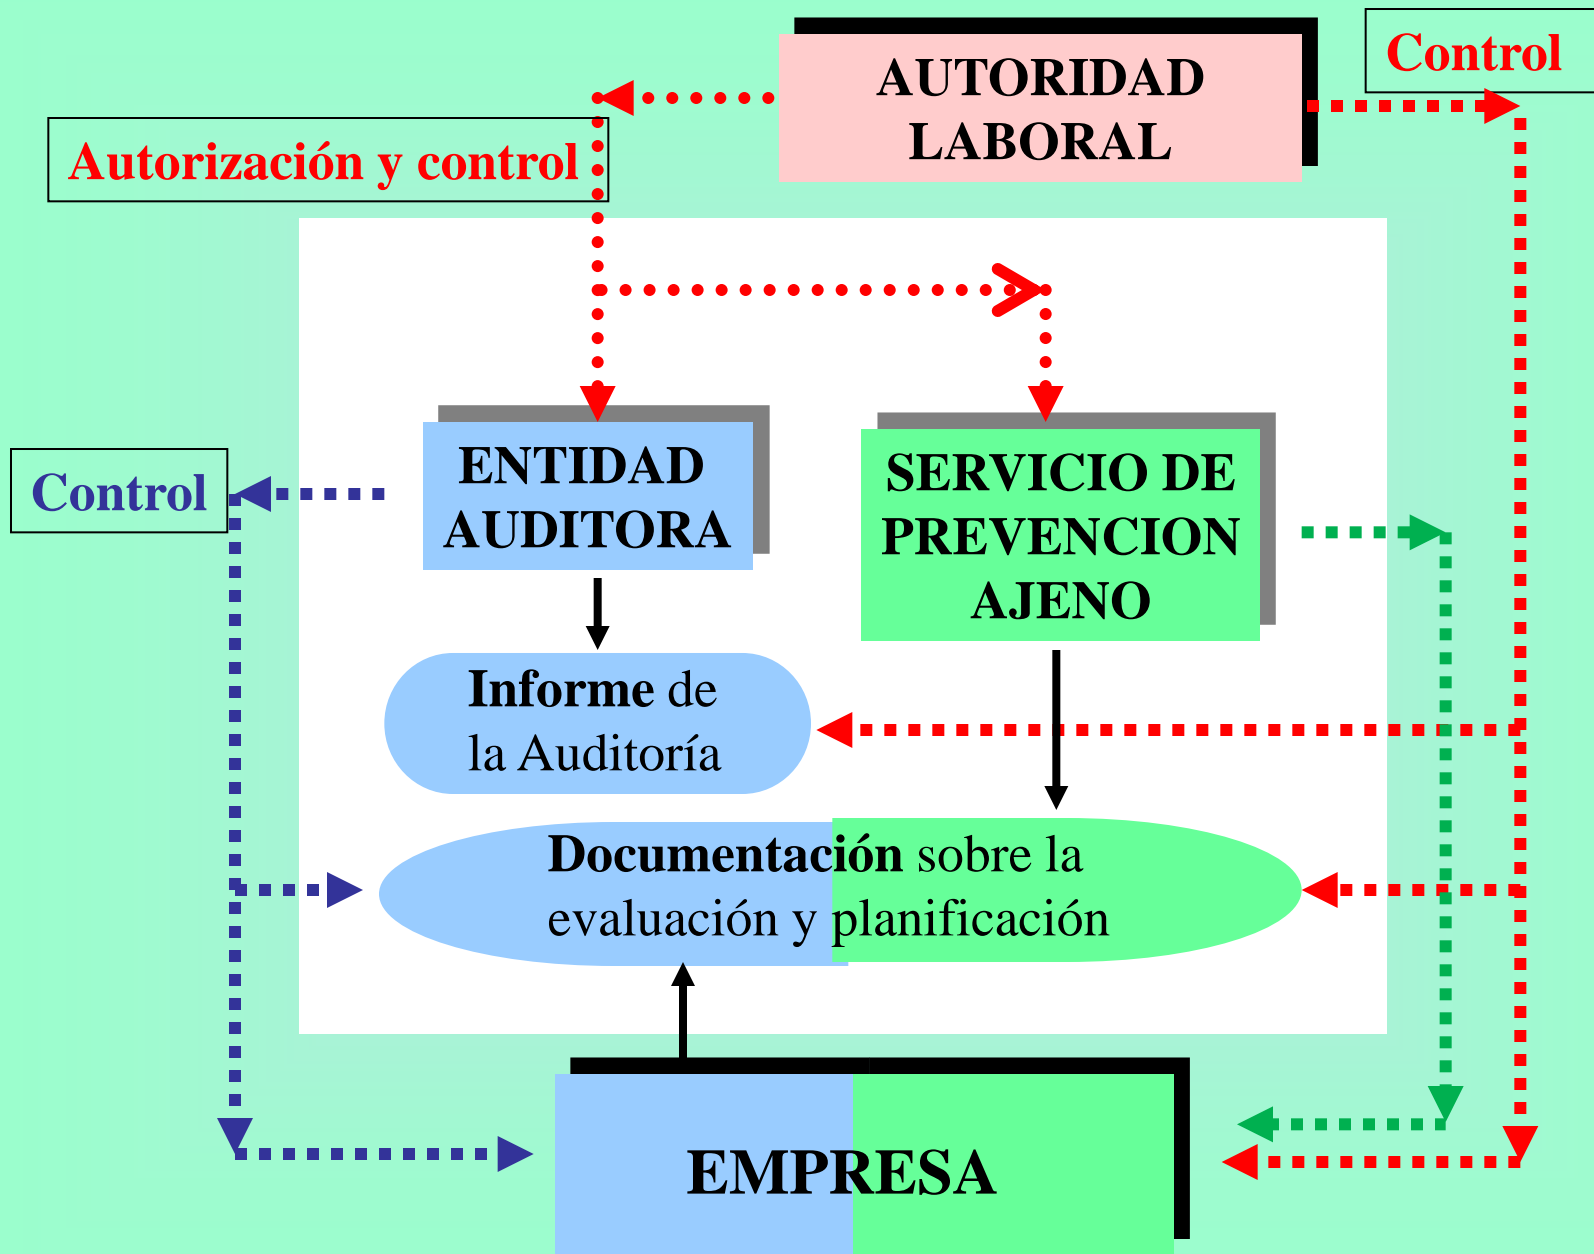 AUTORIDAD
LABORAL
Control
Autorización y control
ENTIDAD
AUDITORA
SERVICIO DE
PREVENCION
AJENO
Control
Informe de
la Auditoría
Documentación sobre la
evaluación y planificación
EMPRESA